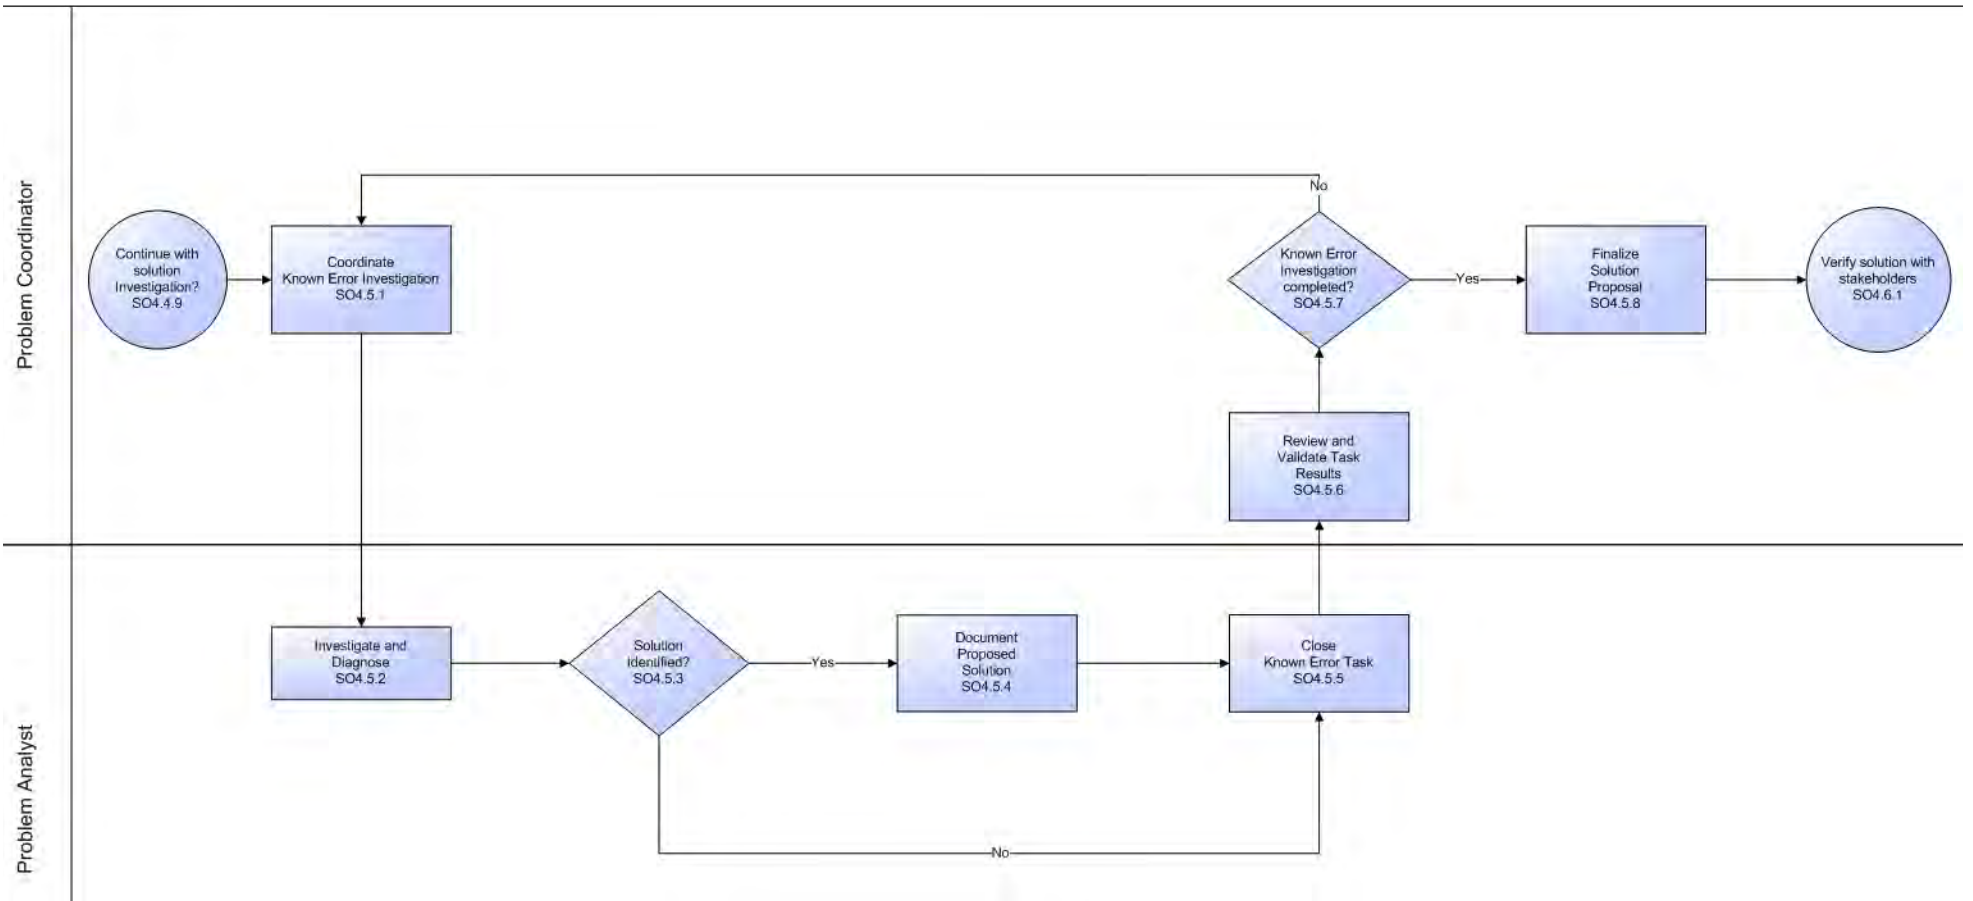 Problem Coordinator
Continue with
solution
Investigation?
SO4.4.9
Coordinate
Known Error Investigation
SO4.5.1
No
Known Error
Investigation
completed?
SO4.5.7
Yes
Finalize
Solution
Proposal
SO4.5.8
Verify solution with
stakeholders
SO4.6.1
Review and
Validate Task
Results
SO4.5.6
Problem Analyst
Investigate and
Diagnose
SO4.5.2
Solution
identified?
SO4.5.3
Yes
Document
Proposed
Solution
SO4.5.4
Close
Known Error Task
SO4.5.5
No